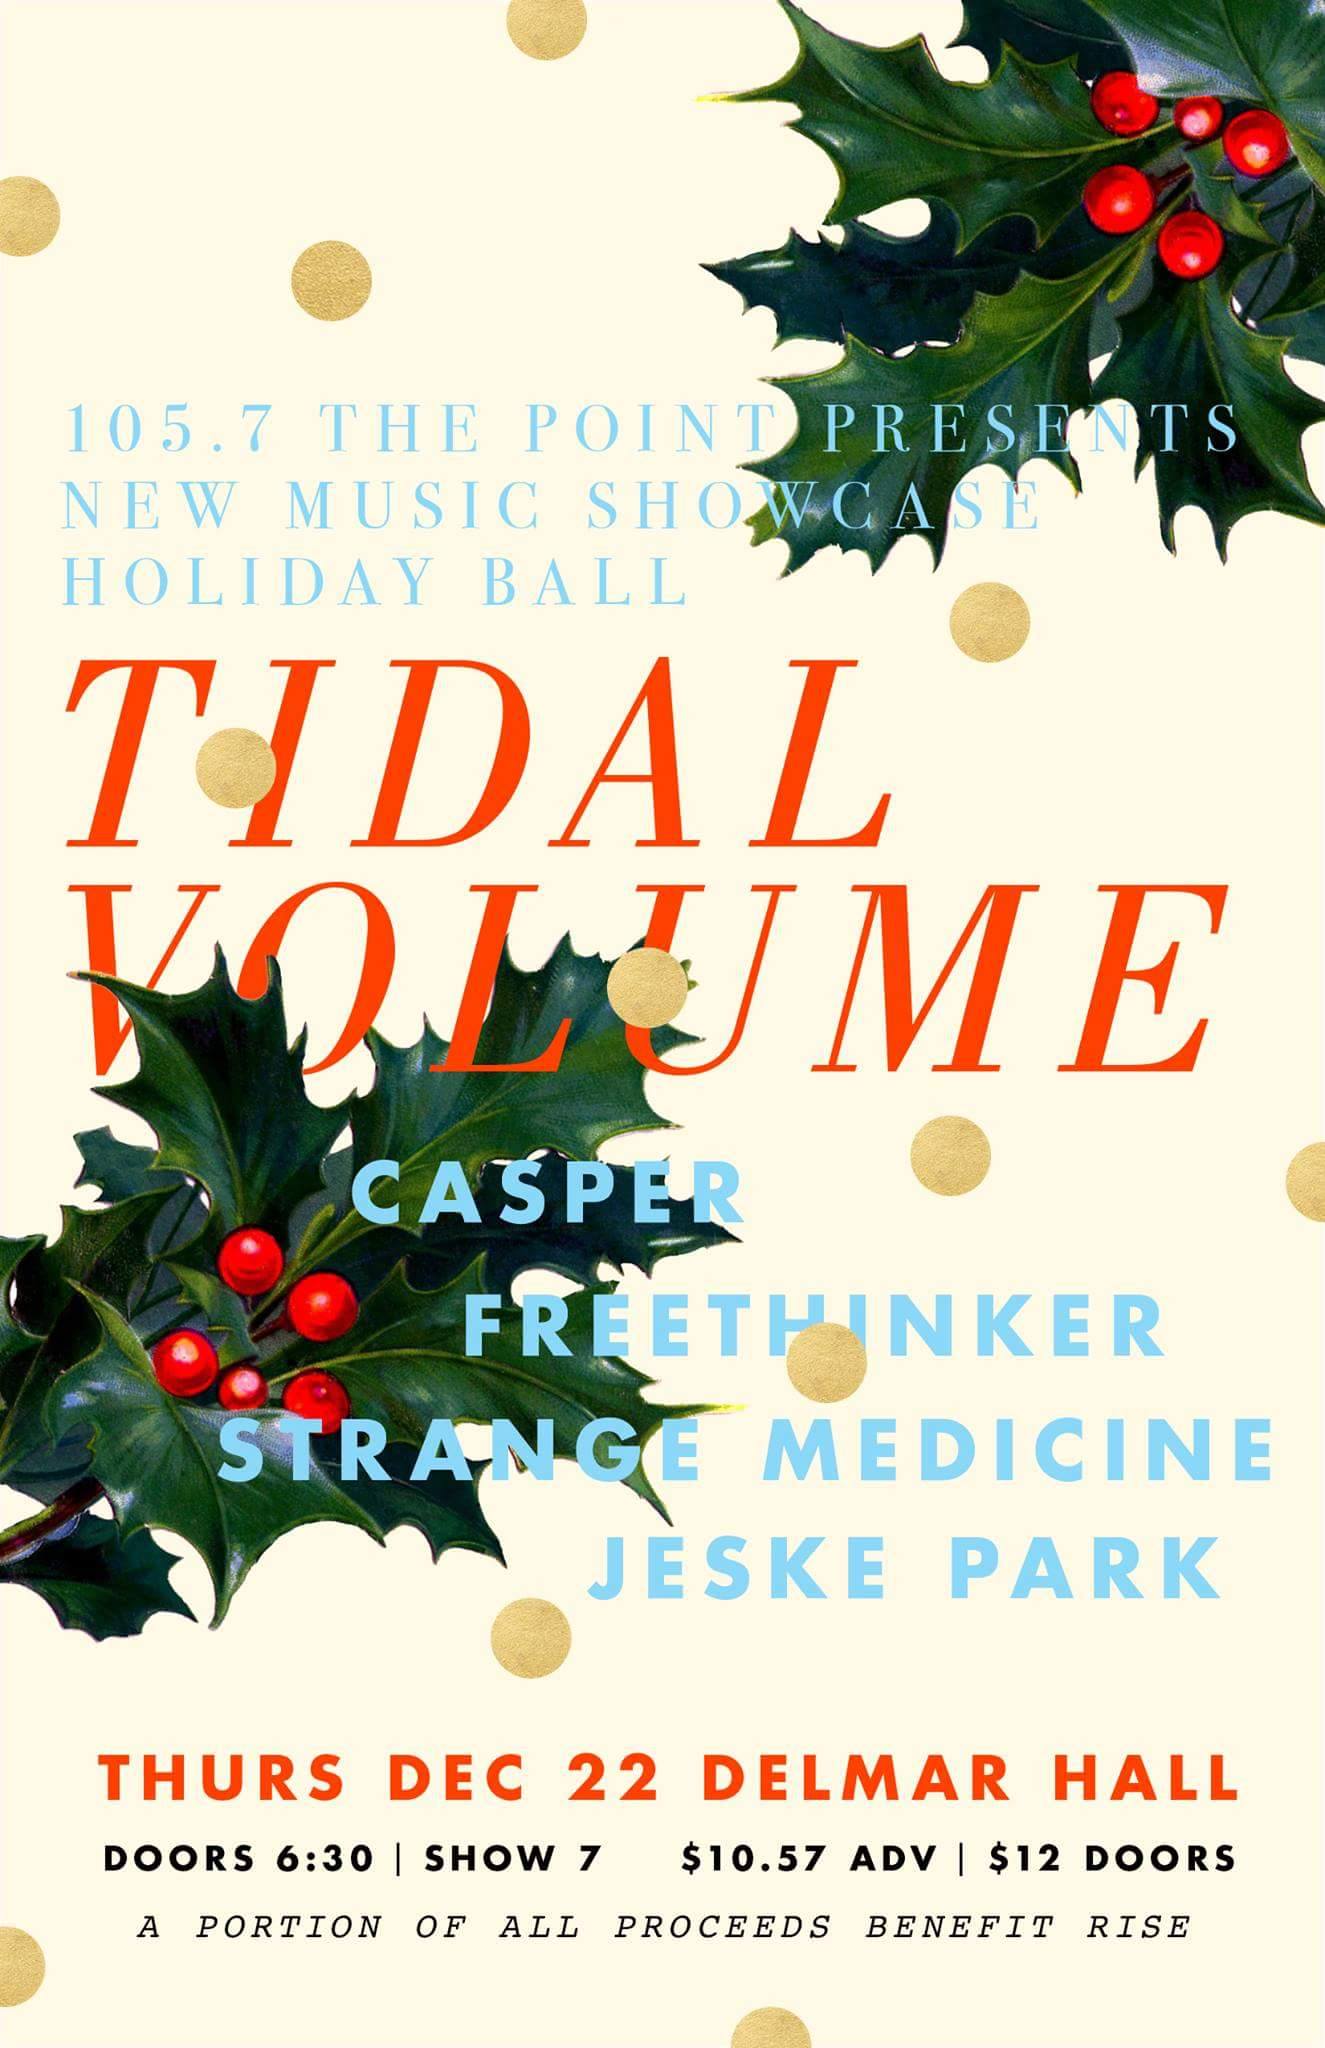 105.7 THE POINT PRESENTS
NEW MUSIC SHOWCASE
HOLIDAY BALL
TIDAL
VOLUME
CASPER
FREETHINKER
STRANGE MEDICINE
JESKE PARK
THURS DEC 22 DELMAR HALL
DOORS 6:30 | SHOW 7 $10.57 ADV | $12 DOORS
A PORTION OF ALL PROCEEDS BENEFIT RISE